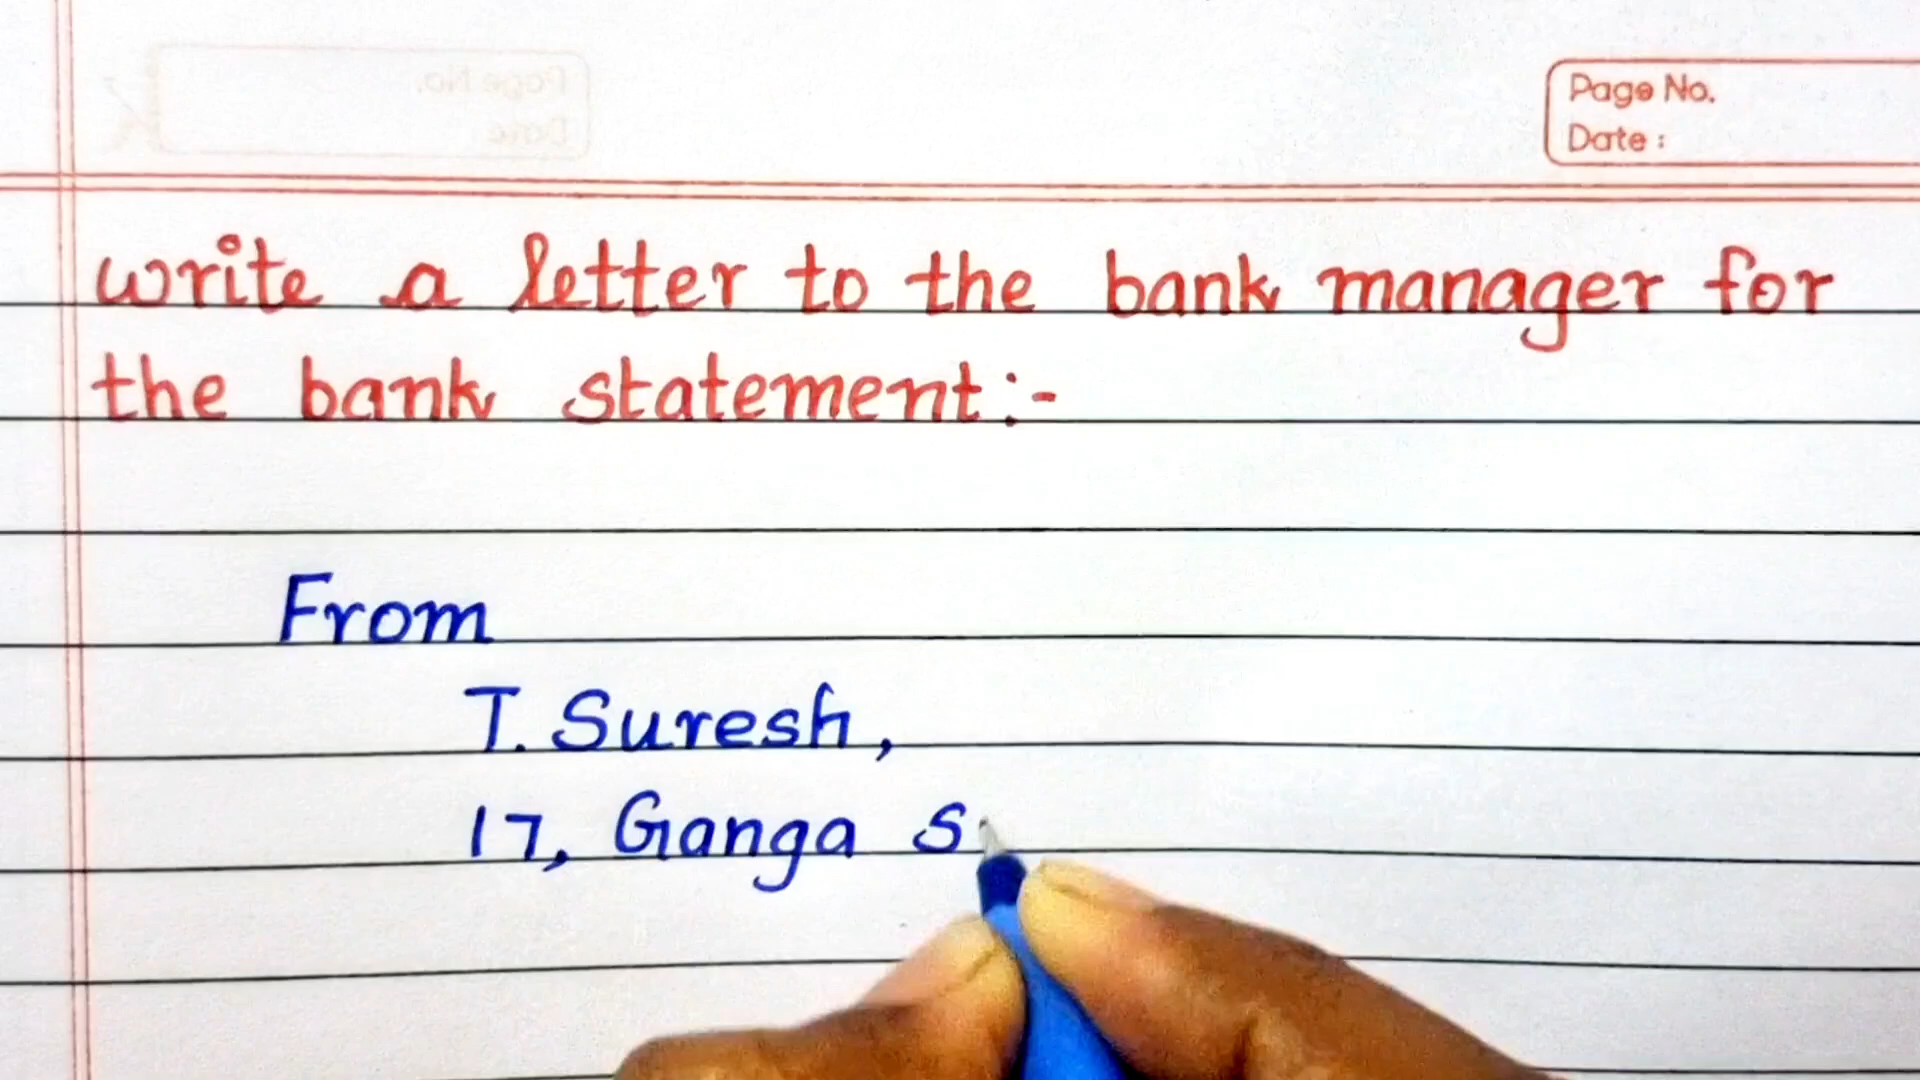 Page No.
Date :
write a letter to the bank manager for
the bank statement:-
From
T. Suresh,
17, Ganga S